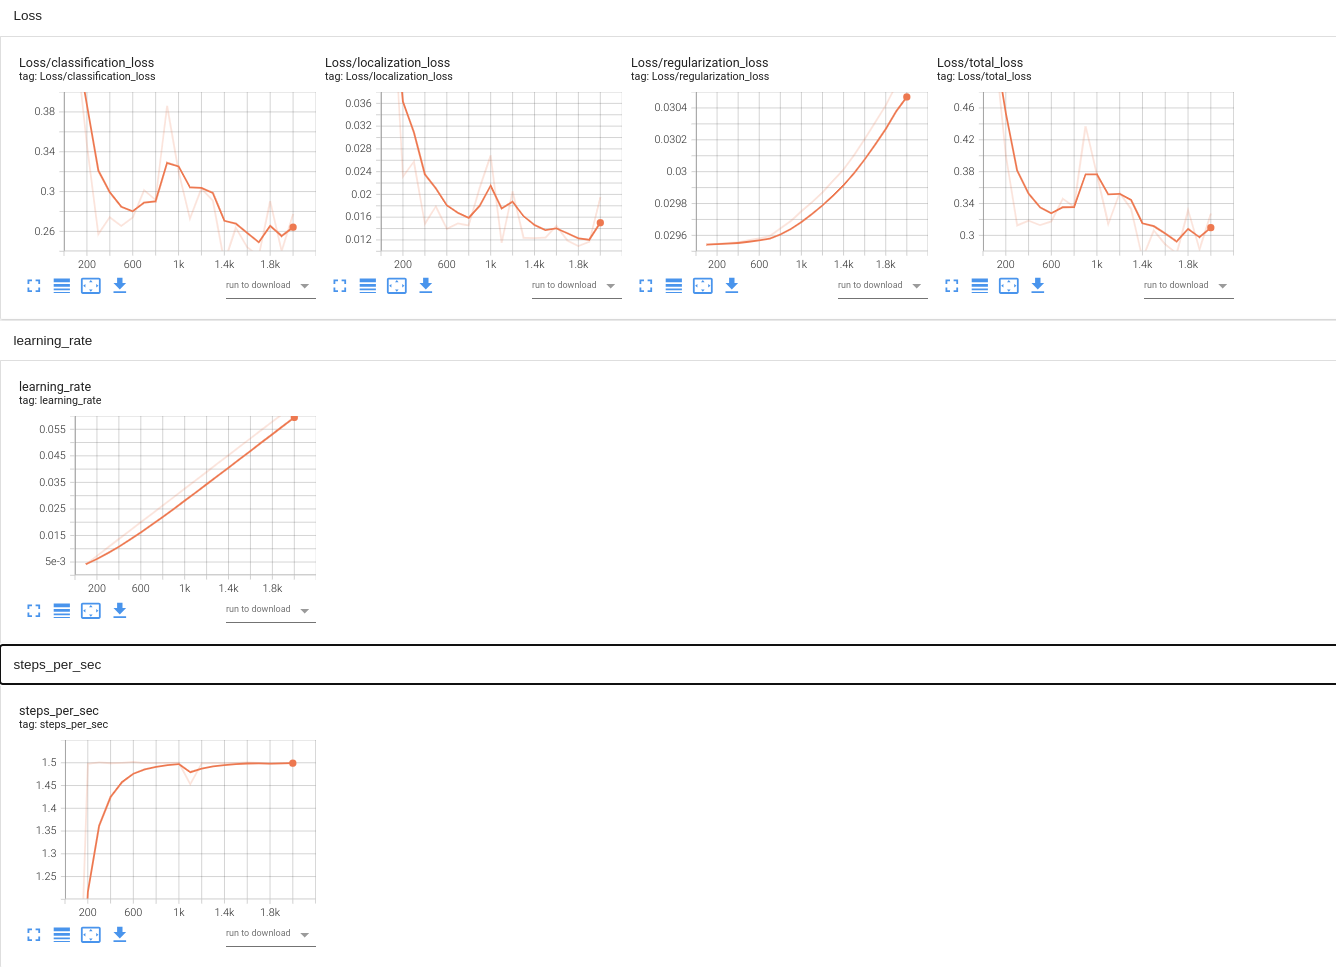 Loss
Loss/classification_loss
tag: Loss/classification_loss
0.38
0.34
0.3
0.26
200 600 1k 1.4k 1.8k
run to download
Loss/localization_loss
tag: Loss/localization_loss
0.036
0.032
0.028
0.024
0.02
0.016
0.012
200 600 1k 1.4k 1.8k
run to download
Loss/regularization_loss
tag: Loss/regularization_loss
0.0304
0.0302
0.03
0.0298
0.0296
200 600 1k 1.4k 1.8k
run to download
Loss/total_loss
tag: Loss/total_loss
0.46
0.42
0.38
0.34
0.3
200 600 1k 1.4k 1.8k
run to download
learning_rate
learning_rate
tag: learning_rate
0.055
0.045
0.035
0.025
0.015
5e-3
200 600 1k 1.4k 1.8k
run to download
steps_per_sec
steps_per_sec
tag: steps_per_sec
1.5
1.45
1.4
1.35
1.3
1.25
200 600 1k 1.4k 1.8k
run to download